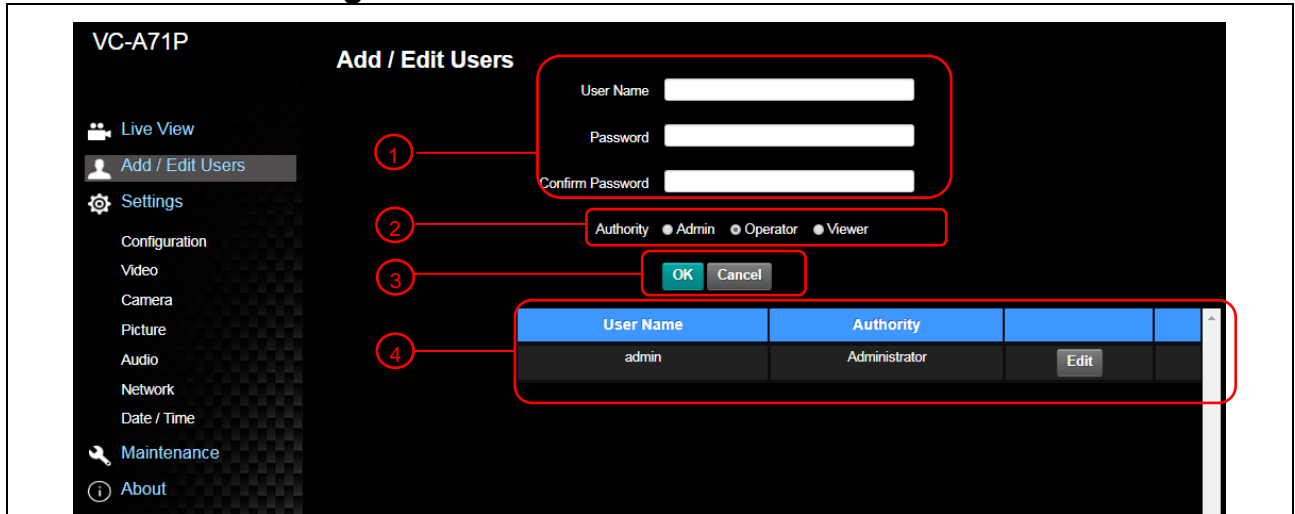 VC-A71P
Add / Edit Users
User Name
Live View
Password
1
Add / Edit Users
Confirm Password
Settings
2
Authority Admin Operator Viewer
Configuration
Video
3
OK Cancel
Camera
User Name Authority
Picture
4
admin Administrator Edit
Audio
Network
Date / Time
Maintenance
About